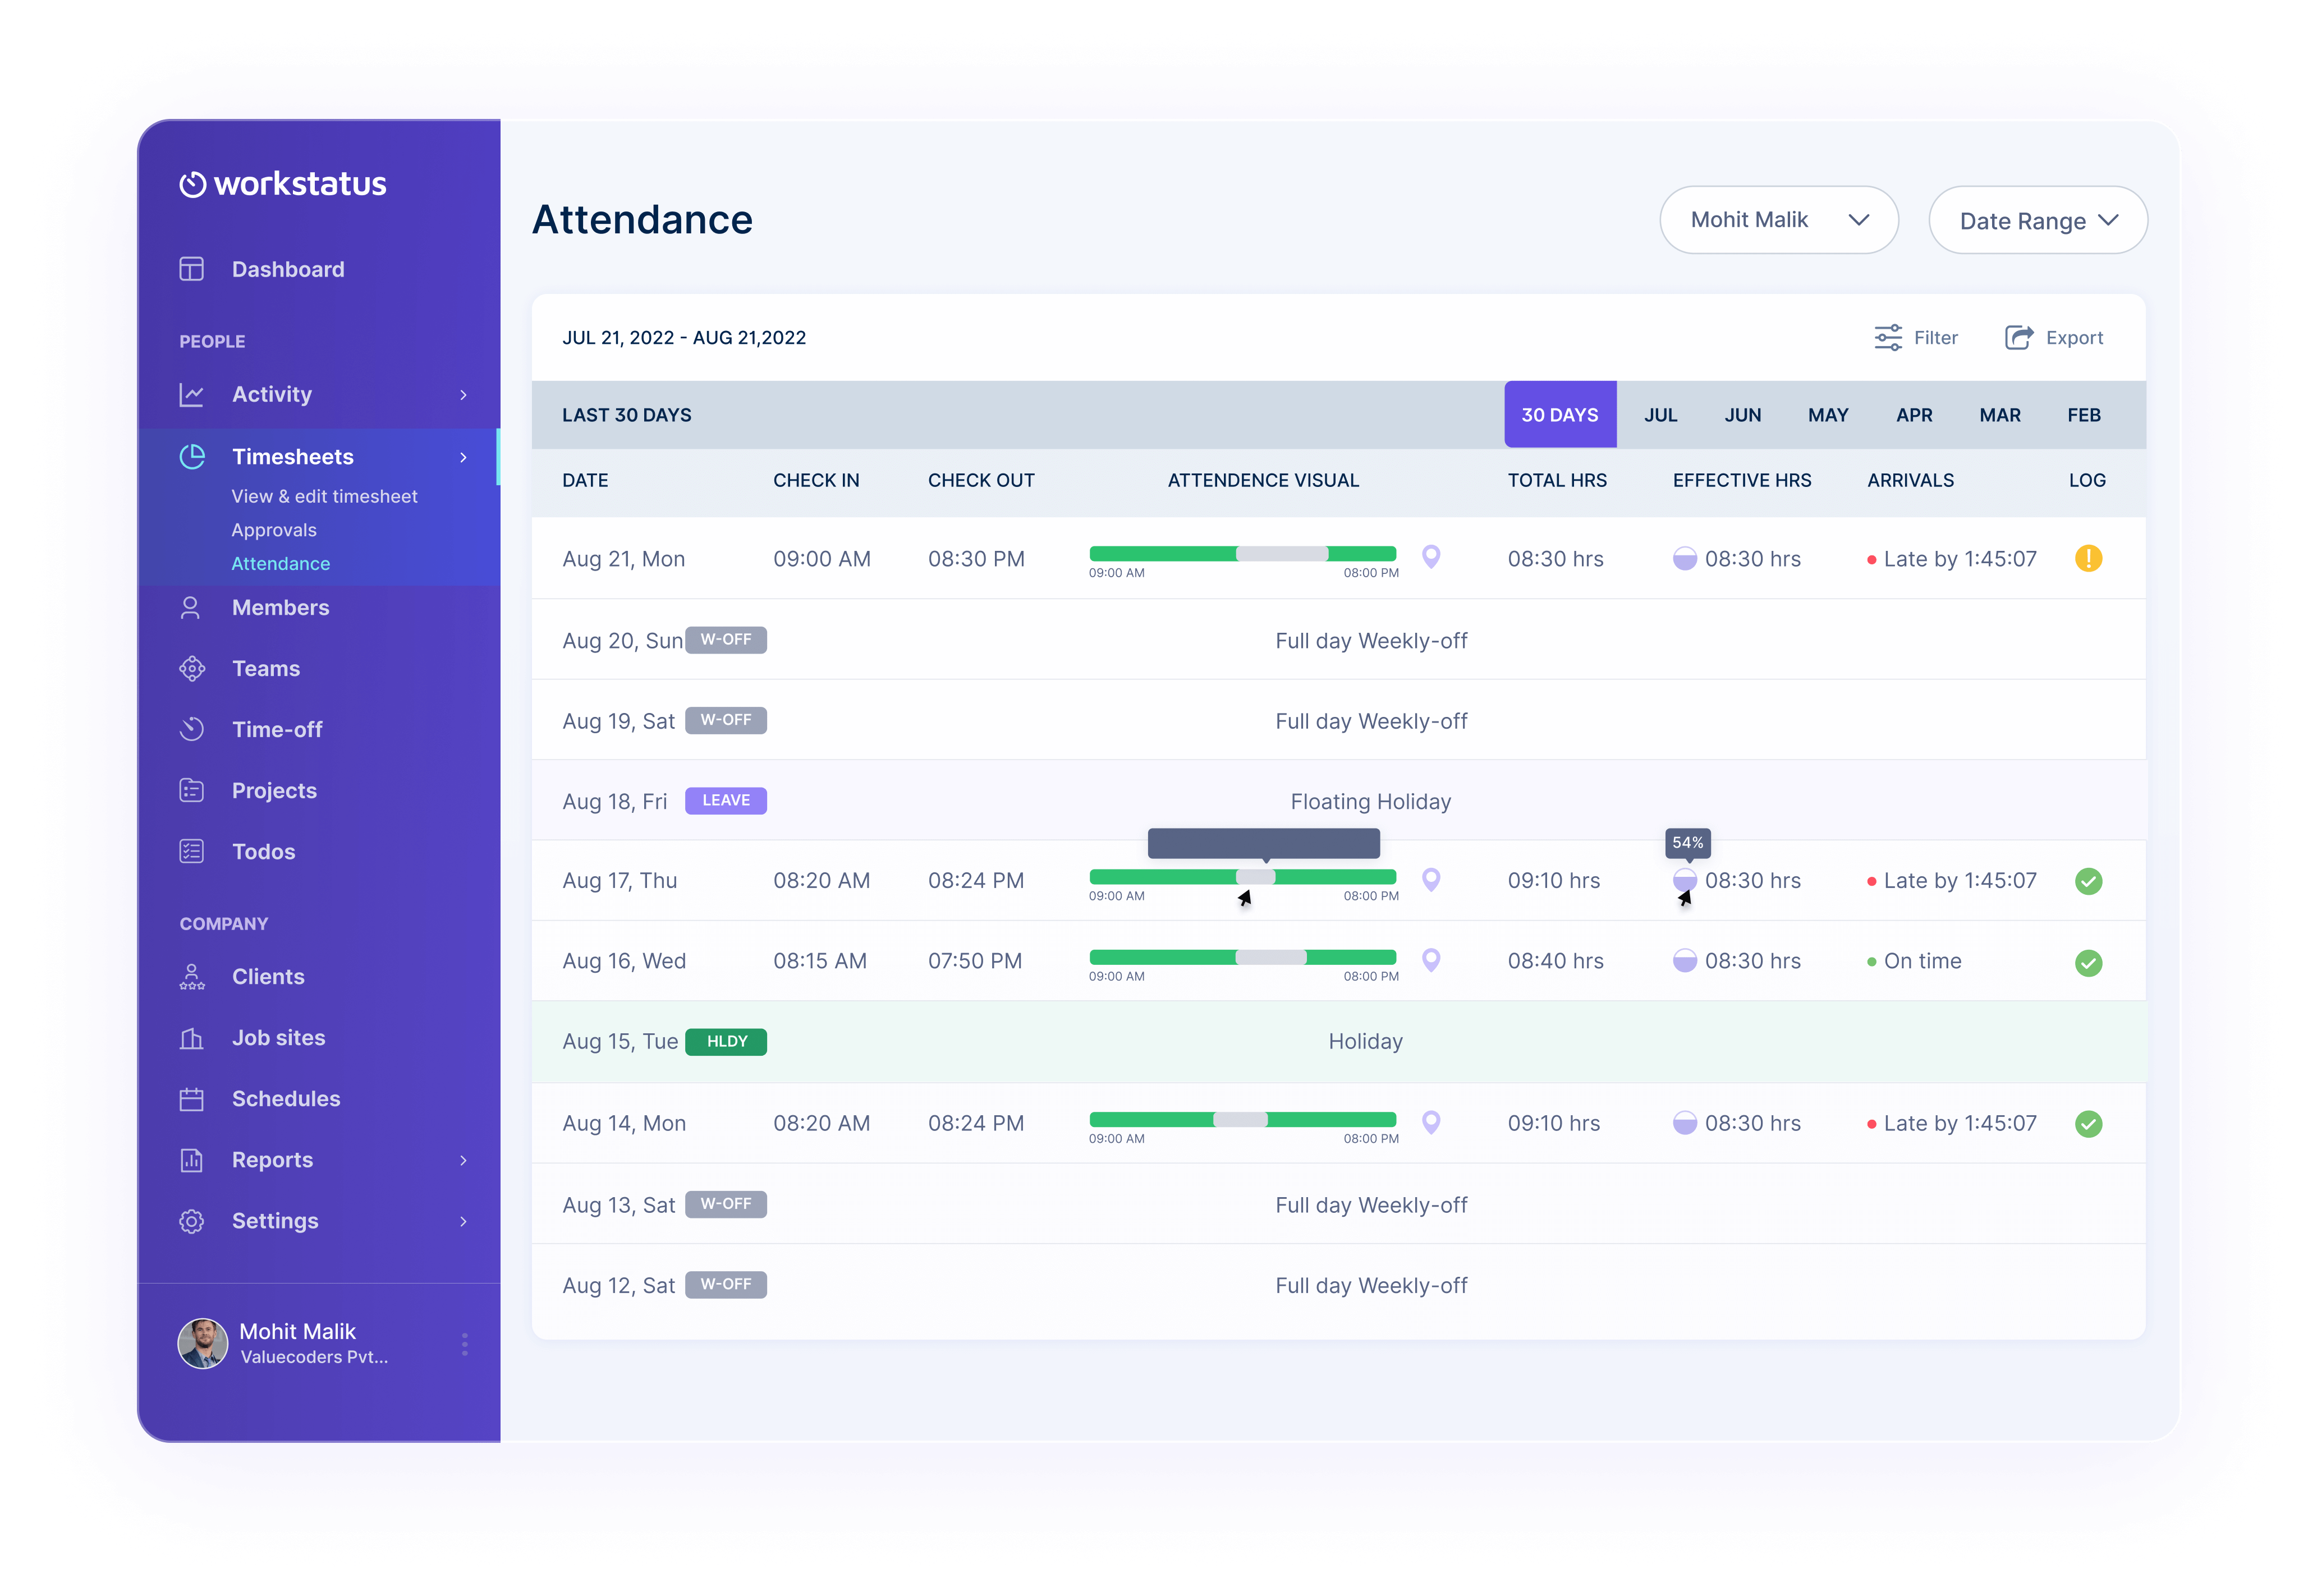 workstatus
Dashboard
PEOPLE
Activity
Timesheets
View & edit timesheet
Approvals
Attendance
Members
Teams
Time-off
Projects
Todos
COMPANY
Clients
Job sites
Schedules
Reports
Settings
Mohit Malik
Valuecoders Pvt...
Attendance
Mohit Malik
Date Range
JUL 21, 2022 - AUG 21,2022
Filter
Export
LAST 30 DAYS
30 DAYS JUL JUN MAY APR MAR FEB
DATE CHECK IN CHECK OUT ATTENDENCE VISUAL TOTAL HRS EFFECTIVE HRS ARRIVALS LOG
Aug 21, Mon 09:00 AM 08:30 PM 08:30 hrs 08:30 hrs Late by 1:45:07
09:00 AM 08:00 PM
Aug 20, Sun W-OFF Full day Weekly-off
Aug 19, Sat W-OFF Full day Weekly-off
Aug 18, Fri LEAVE Floating Holiday
54%
Aug 17, Thu 08:20 AM 08:24 PM 09:10 hrs 08:30 hrs Late by 1:45:07
09:00 AM 08:00 PM
Aug 16, Wed 08:15 AM 07:50 PM 08:40 hrs 08:30 hrs On time
09:00 AM 08:00 PM
Aug 15, Tue HLDY Holiday
Aug 14, Mon 08:20 AM 08:24 PM 09:10 hrs 08:30 hrs Late by 1:45:07
09:00 AM 08:00 PM
Aug 13, Sat W-OFF Full day Weekly-off
Aug 12, Sat W-OFF Full day Weekly-off